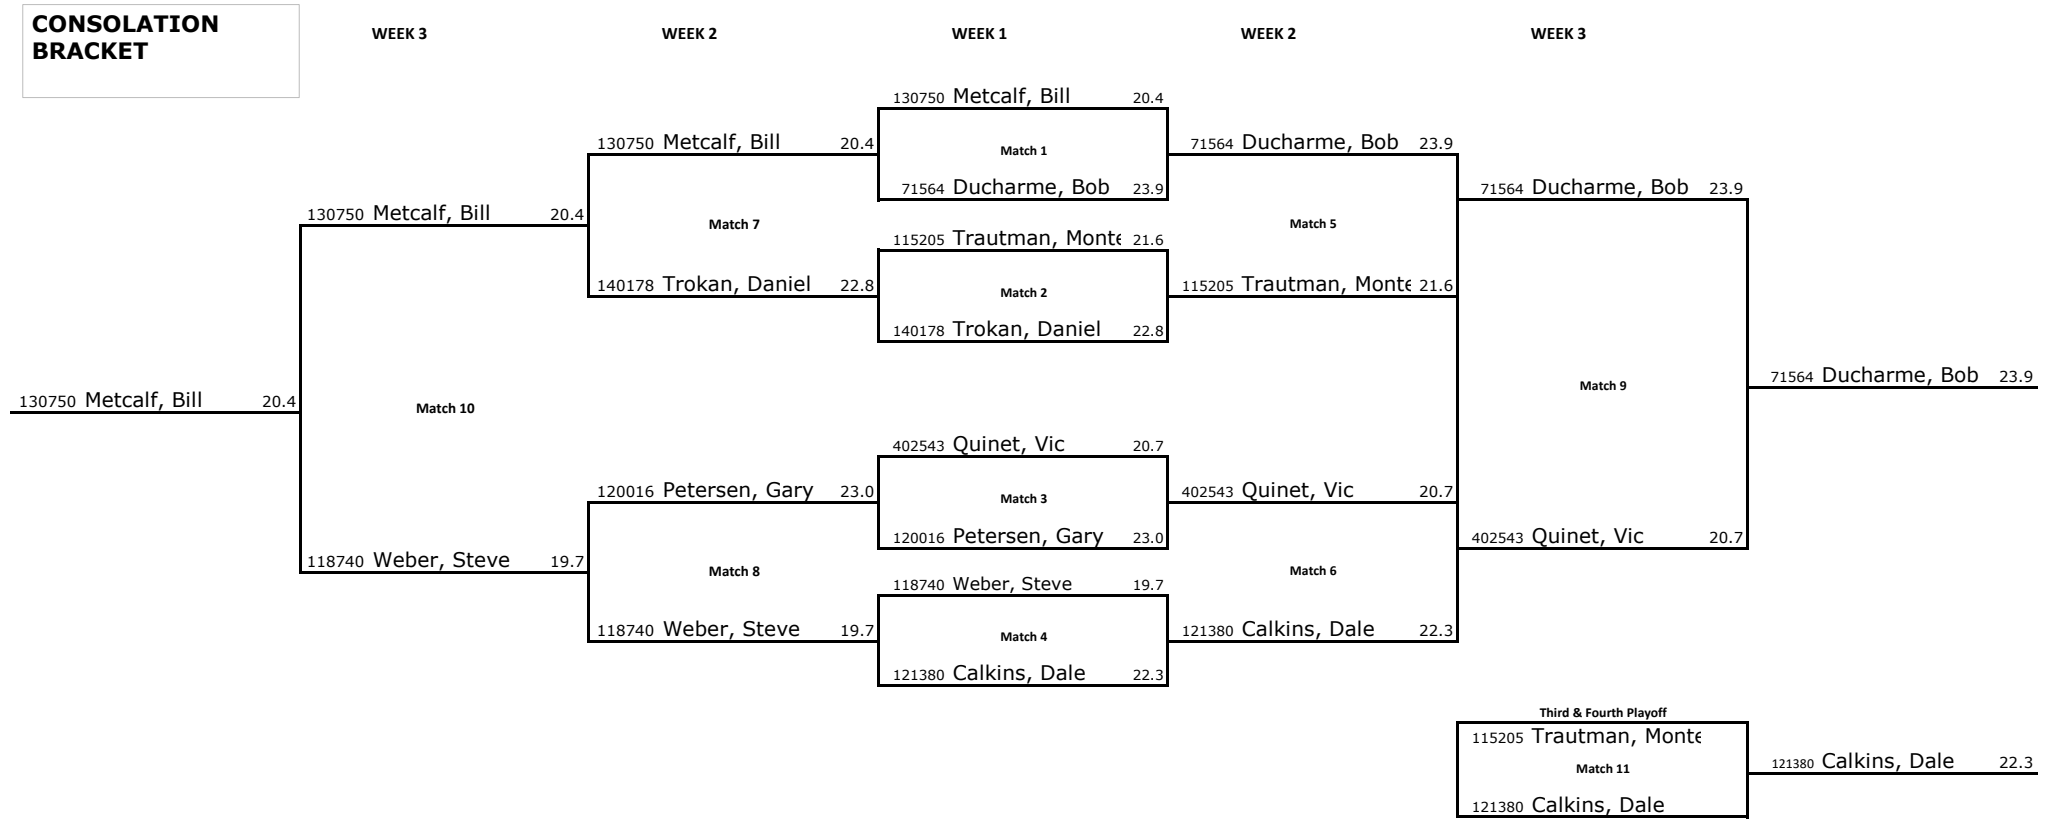 CONSOLATION
BRACKET
WEEK 3
WEEK 2
WEEK 1
WEEK 2
WEEK 3
130750 Metcalf, Bill 20.4
130750 Metcalf, Bill 20.4
71564 Ducharme, Bob 23.9
Match 1
71564 Ducharme, Bob 23.9
71564 Ducharme, Bob 23.9
130750 Metcalf, Bill 20.4
Match 7
Match 5
115205 Trautman, Monte 21.6
140178 Trokan, Daniel 22.8
Match 2
115205 Trautman, Monte 21.6
140178 Trokan, Daniel 22.8
71564 Ducharme, Bob 23.9
Match 9
130750 Metcalf, Bill 20.4
Match 10
402543 Quinet, Vic 20.7
120016 Petersen, Gary 23.0
Match 3
402543 Quinet, Vic 20.7
120016 Petersen, Gary 23.0
402543 Quinet, Vic 20.7
118740 Weber, Steve 19.7
Match 8
Match 6
118740 Weber, Steve 19.7
118740 Weber, Steve 19.7
Match 4
121380 Calkins, Dale 22.3
121380 Calkins, Dale 22.3
Third & Fourth Playoff
115205 Trautman, Monte
Match 11
121380 Calkins, Dale 22.3
121380 Calkins, Dale